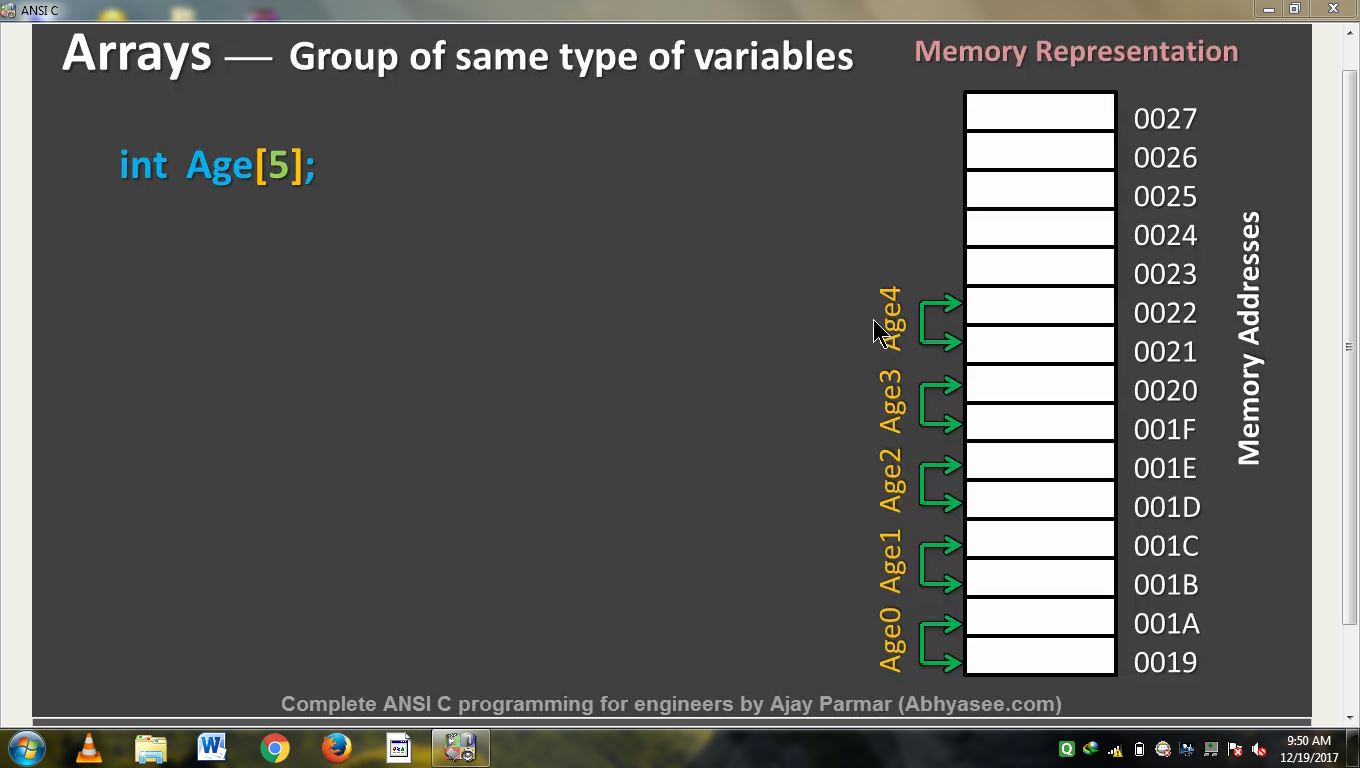 ANSI C
Arrays — Group of same type of variables
Memory Representation
int Age[5];
0027
0026
0025
0024
0023
0022
0021
0020
001F
001E
001D
001C
001B
001A
0019
Age4
Age3
Age2
Age1
Age0
Memory Addresses
Complete ANSI C programming for engineers by Ajay Parmar (Abhyasee.com)
9:50 AM
12/19/2017